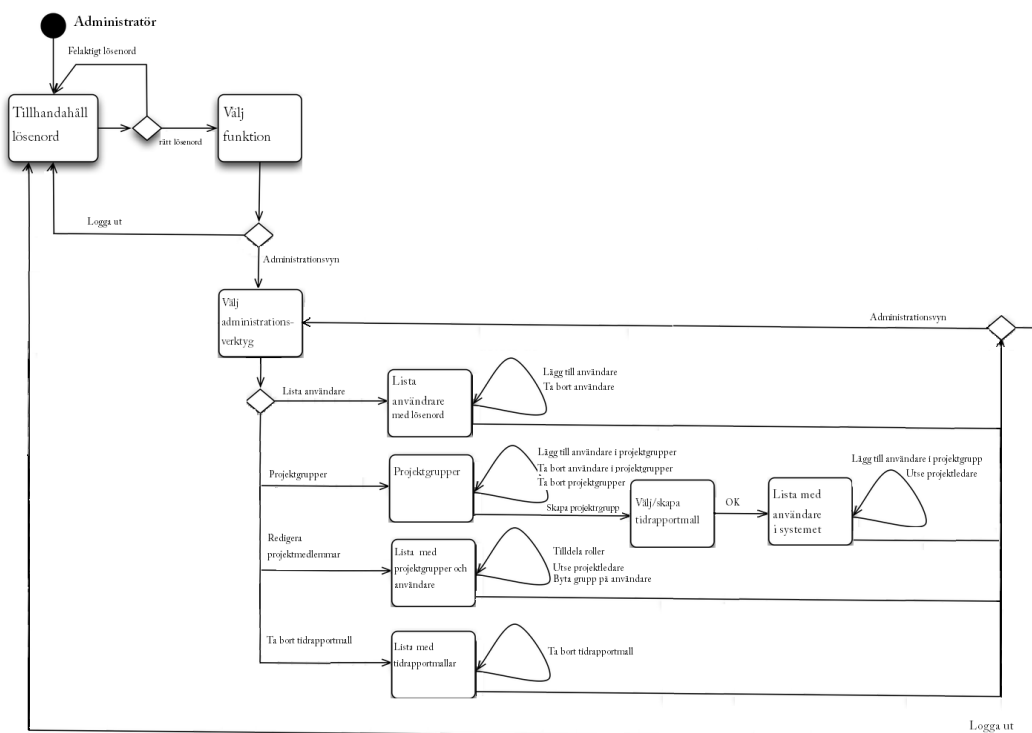 Administratör
Felaktigt lösenord
Tillhandahåll
lösenord
rätt lösenord
Välj
funktion
Logga ut
Administrationsvyn
Välj
administrations-
verktyg
Administrationsvyn
Lista användare
Lista
användrare
med lösenord
Lägg till användare
Ta bort användare
Projektgrupper
Projektgrupper
Lägg till användare i projektgrupper
Ta bort användare i projektgrupper
Ta bort projektgrupper
Skapa projektrgrupp
Välj/skapa
tidrapportmall
OK
Lista med
användare
i systemet
Lägg till användare i projektgrupp
Utse projektledare
Redigera
projektmedlemmar
Lista med
projektgrupper och
användare
Tilldela roller
Utse projektledare
Byta grupp på användare
Ta bort tidrapportmall
Lista med
tidrapportmallar
Ta bort tidrapportmall
Logga ut